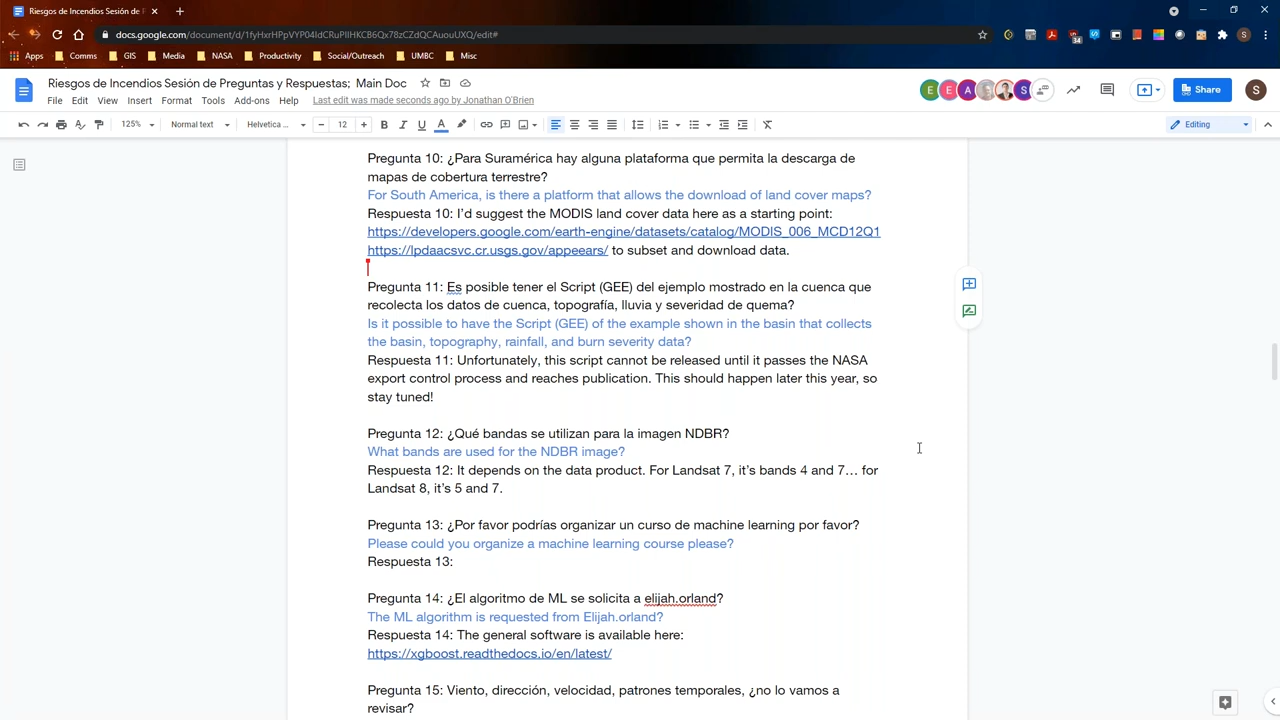 Riesgos de Incendios Sesión de P
docs.google.com/document/d/1fyHxrHPpVYP04IdCRuPlIHKCB6Qx78zCZdQCAuouUXQ/edit#
Apps Comms GIS Media NASA Productivity Social/Outreach UMBC Misc
Riesgos de Incendios Sesión de Preguntas y Respuestas; Main Doc
File Edit View Insert Format Tools Add-ons Help Last edit was made seconds ago by Jonathan O'Brien
E E A S Share S
125% Normal text Helvetica ... 12 B I U A Editing
Pregunta 10: ¿Para Suramérica hay alguna plataforma que permita la descarga de
mapas de cobertura terrestre?
For South America, is there a platform that allows the download of land cover maps?
Respuesta 10: I'd suggest the MODIS land cover data here as a starting point:
https://developers.google.com/earth-engine/datasets/catalog/MODIS_006_MCD12Q1
https://lpdaacsvc.cr.usgs.gov/appeears/ to subset and download data.
Pregunta 11: Es posible tener el Script (GEE) del ejemplo mostrado en la cuenca que
recolecta los datos de cuenca, topografía, lluvia y severidad de quema?
Is it possible to have the Script (GEE) of the example shown in the basin that collects
the basin, topography, rainfall, and burn severity data?
Respuesta 11: Unfortunately, this script cannot be released until it passes the NASA
export control process and reaches publication. This should happen later this year, so
stay tuned!
Pregunta 12: ¿Qué bandas se utilizan para la imagen NDBR?
What bands are used for the NDBR image?
Respuesta 12: It depends on the data product. For Landsat 7, it's bands 4 and 7… for
Landsat 8, it's 5 and 7.
Pregunta 13: ¿Por favor podrías organizar un curso de machine learning por favor?
Please could you organize a machine learning course please?
Respuesta 13:
Pregunta 14: ¿El algoritmo de ML se solicita a elijah.orland?
The ML algorithm is requested from Elijah.orland?
Respuesta 14: The general software is available here:
https://xgboost.readthedocs.io/en/latest/
Pregunta 15: Viento, dirección, velocidad, patrones temporales, ¿no lo vamos a
revisar?